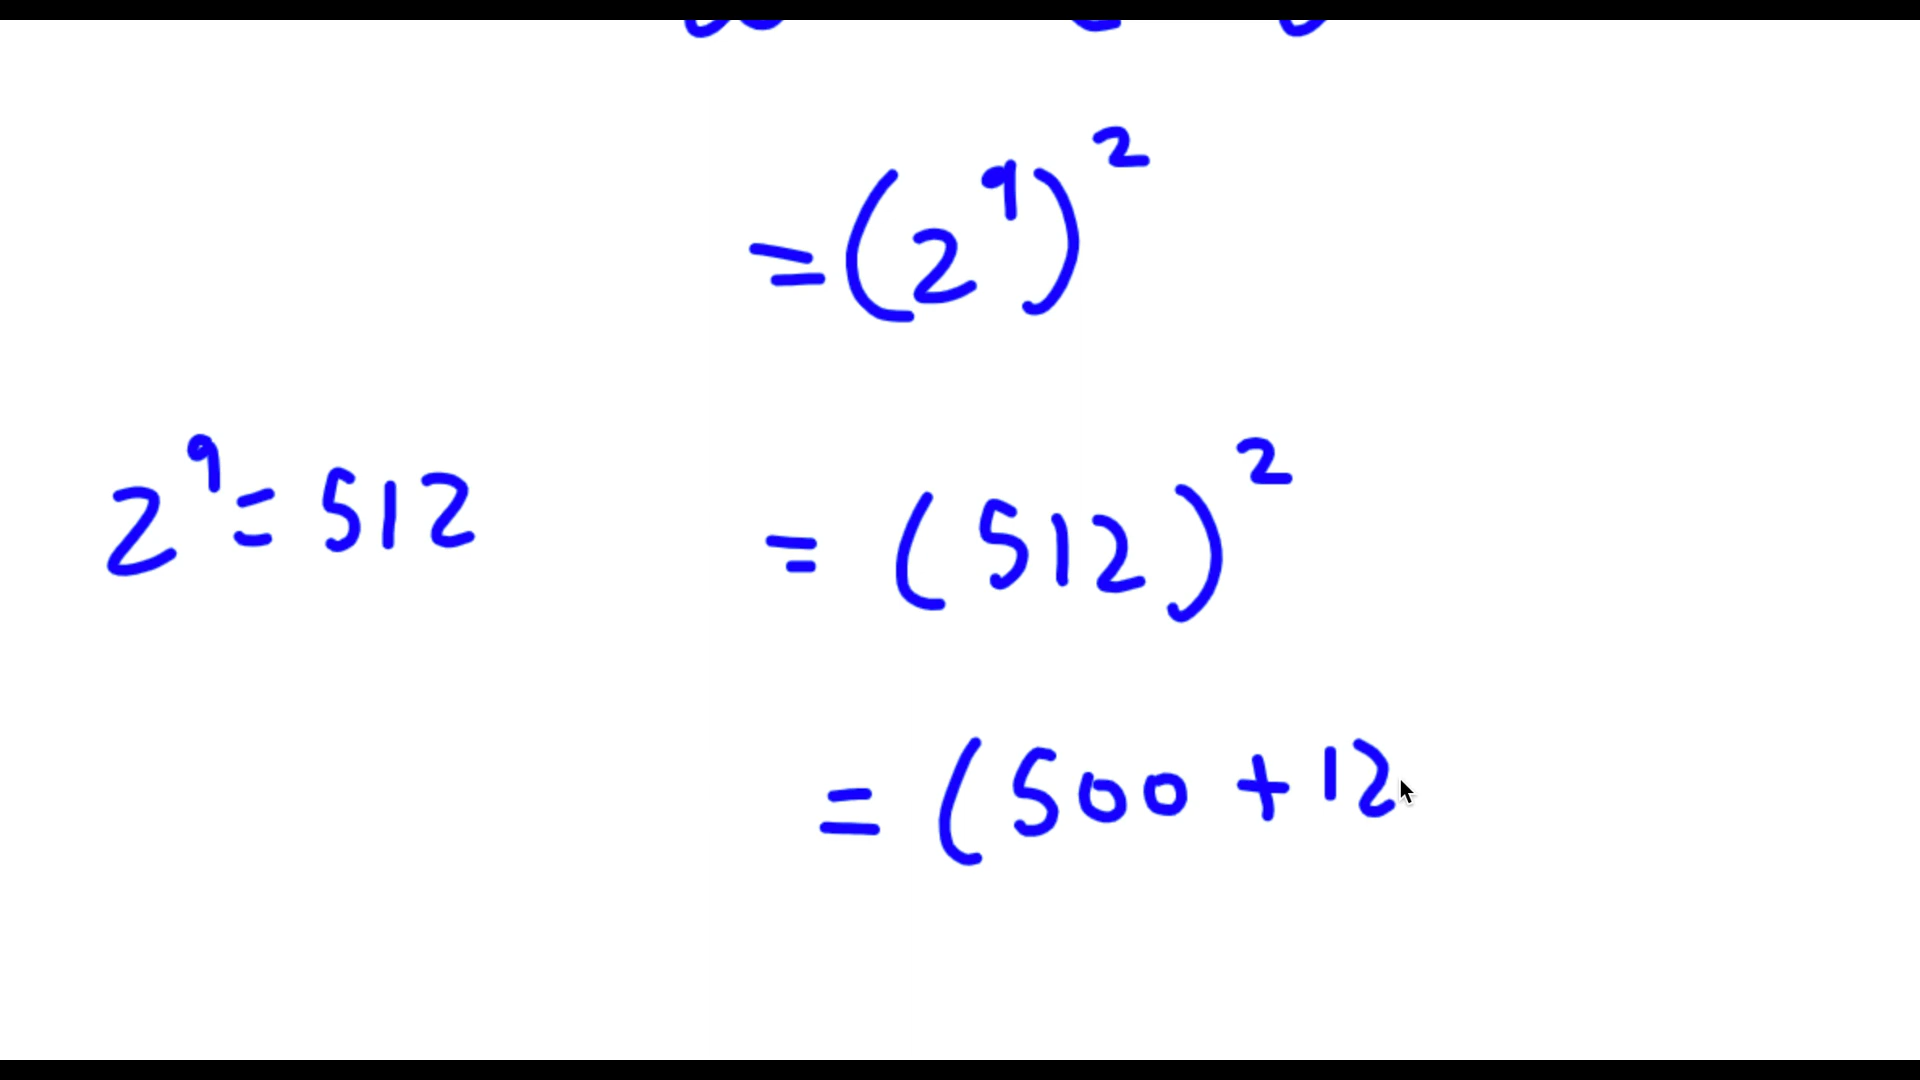 = (2⁹)²
2⁹ = 512
= (512)²
= (500 + 12